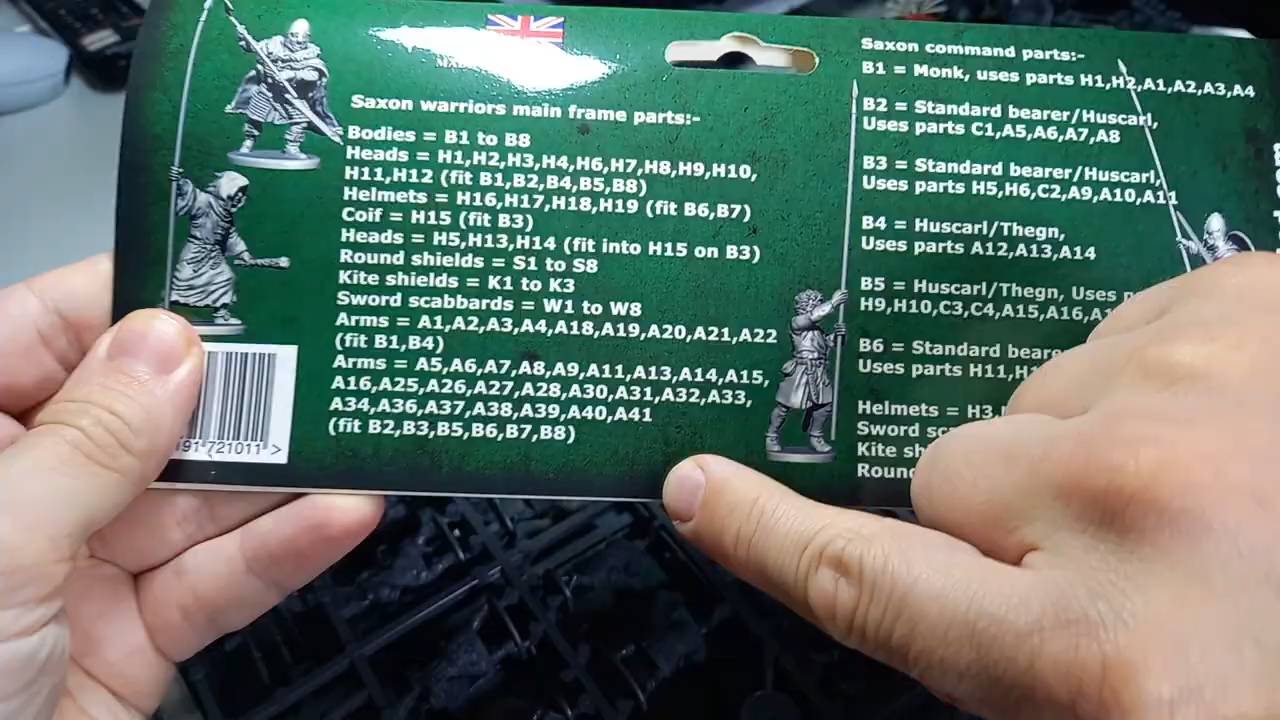 Saxon warriors main frame parts:-
Bodies = B1 to B8
Heads = H1,H2,H3,H4,H6,H7,H8,H9,H10,
H11,H12 (fit B1,B2,B4,B5,B8)
Helmets = H16,H17,H18,H19 (fit B6,B7)
Coif = H15 (fit B3)
Heads = H5,H13,H14 (fit into H15 on B3)
Round shields = S1 to S8
Kite shields = K1 to K3
Sword scabbards = W1 to W8
Arms = A1,A2,A3,A4,A18,A19,A20,A21,A22
(fit B1,B4)
Arms = A5,A6,A7,A8,A9,A11,A13,A14,A15,
A16,A25,A26,A27,A28,A30,A31,A32,A33,
A34,A36,A37,A38,A39,A40,A41
(fit B2,B3,B5,B6,B7,B8)
91 721011 >
Saxon command parts:-
B1 = Monk, uses parts H1,H2,A1,A2,A3,A4
B2 = Standard bearer/Huscarl,
Uses parts C1,A5,A6,A7,A8
B3 = Standard bearer/Huscarl,
Uses parts H5,H6,C2,A9,A10,A11
B4 = Huscarl/Thegn,
Uses parts A12,A13,A14
B5 = Huscarl/Thegn, Uses
H9,H10,C3,C4,A15,A16,
B6 = Standard
Uses parts H11,
Helmets = H3,
Sword
Kite